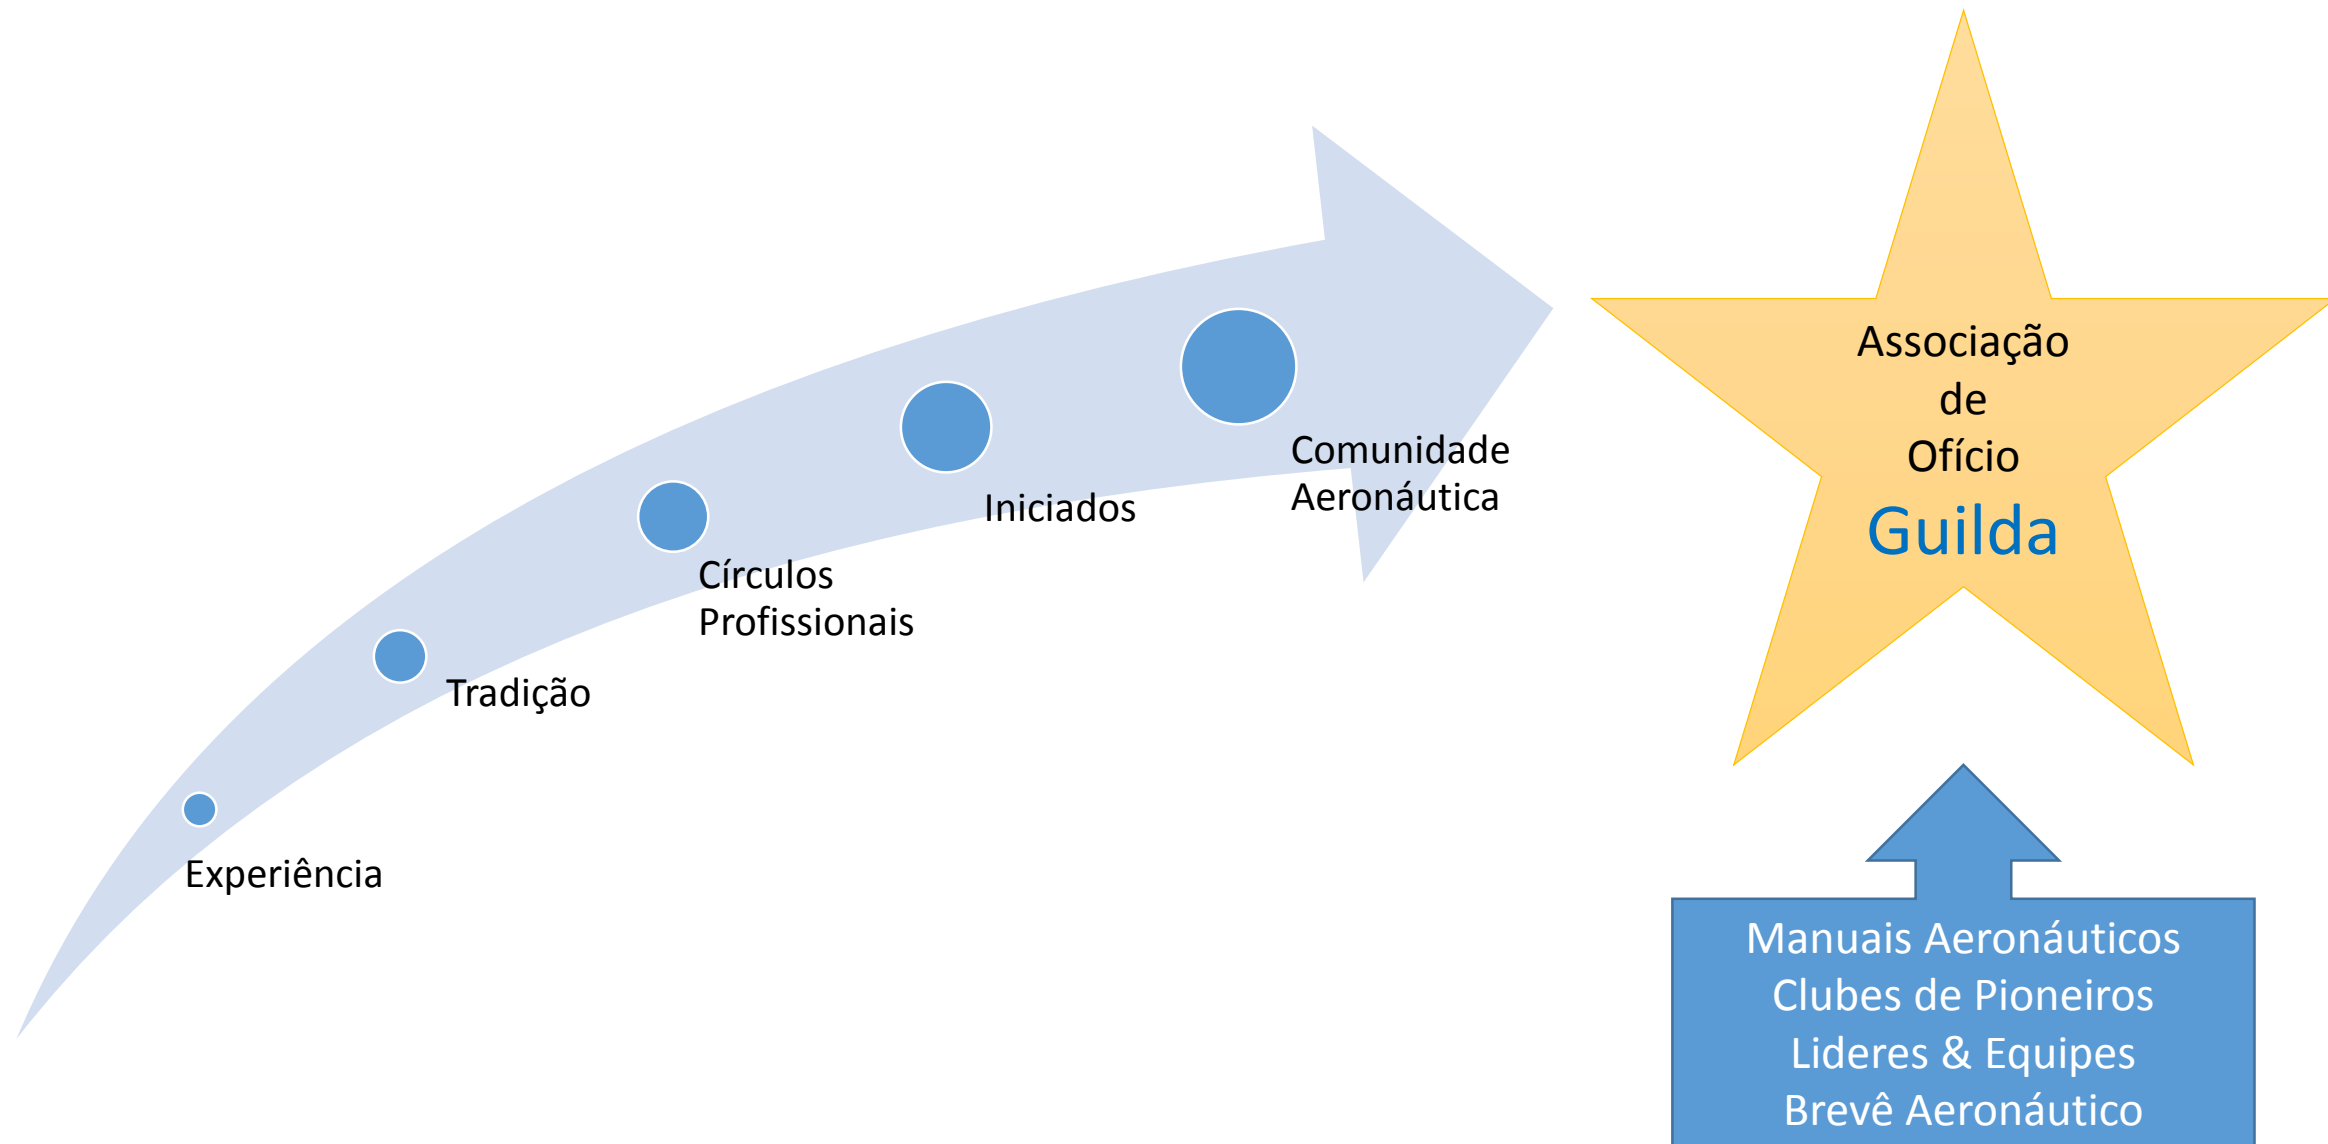 Experiência
Tradição
Círculos
Profissionais
Iniciados
Comunidade
Aeronáutica
Associação
de
Ofício
Guilda
Manuais Aeronáuticos
Clubes de Pioneiros
Lideres & Equipes
Brevê Aeronáutico